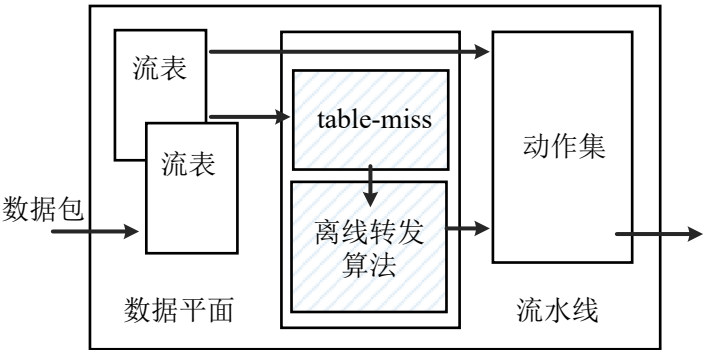 流表
流表
数据包
数据平面
table-miss
离线转发
算法
动作集
流水线